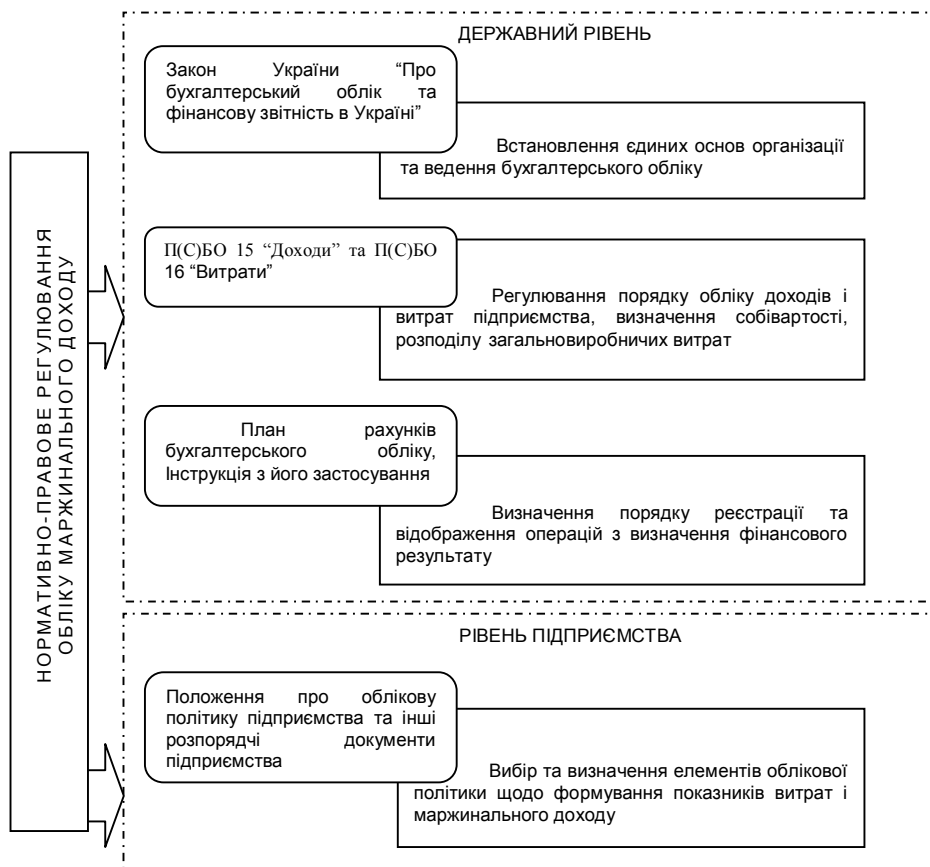 ДЕРЖАВНИЙ РІВЕНЬ
Закон України “Про
бухгалтерський облік та
фінансову звітність в Україні”
Встановлення єдиних основ організації
та ведення бухгалтерського обліку
НОРМАТИВНО-ПРАВОВЕ РЕГУЛЮВАННЯ
ОБЛІКУ МАРЖИНАЛЬНОГО ДОХОДУ
П(С)БО 15 “Доходи” та П(С)БО
16 “Витрати”
Регулювання порядку обліку доходів і
витрат підприємства, визначення собівартості,
розподілу загальновиробничих витрат
План рахунків
бухгалтерського обліку,
Інструкція з його застосування
Визначення порядку реєстрації та
відображення операцій з визначення фінансового
результату
РІВЕНЬ ПІДПРИЄМСТВА
Положення про облікову
політику підприємства та інші
розпорядчі документи
підприємства
Вибір та визначення елементів облікової
політики щодо формування показників витрат і
маржинального доходу